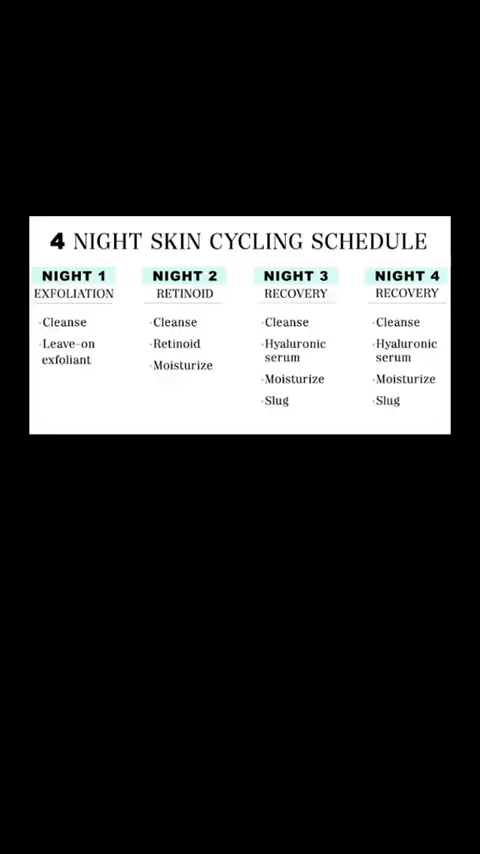 4 NIGHT SKIN CYCLING SCHEDULE
NIGHT 1
EXFOLIATION
·Cleanse
·Leave-on
exfoliant
NIGHT 2
RETINOID
·Cleanse
·Retinoid
·Moisturize
NIGHT 3
RECOVERY
·Cleanse
·Hyaluronic
serum
·Moisturize
·Slug
NIGHT 4
RECOVERY
·Cleanse
·Hyaluronic
serum
·Moisturize
·Slug